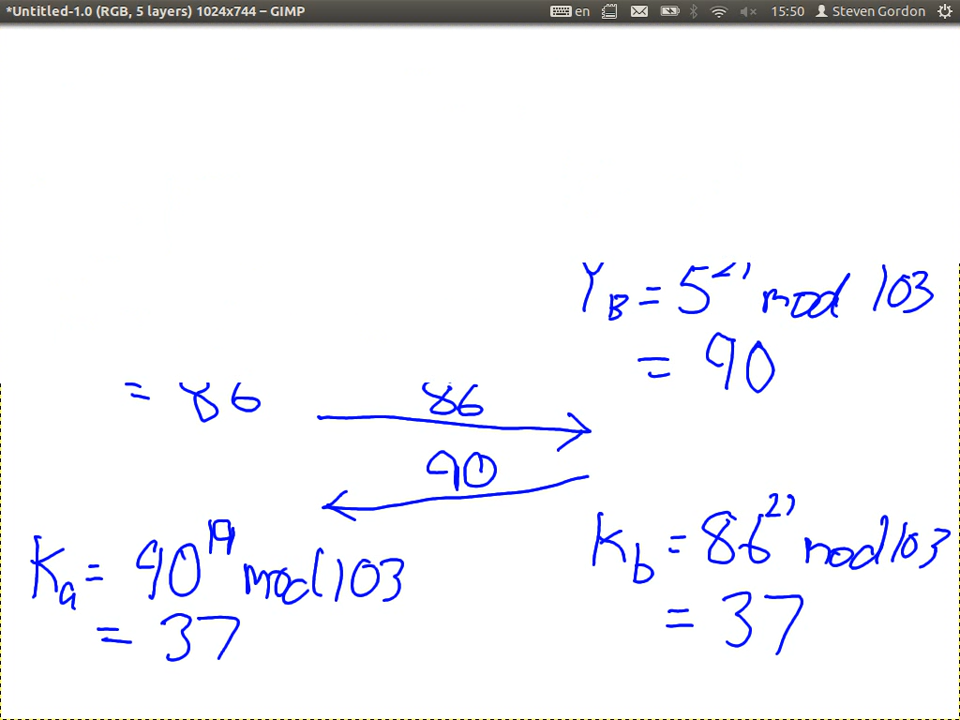 *Untitled-1.0 (RGB, 5 layers) 1024x744 – GIMP
en
15:50
Steven Gordon
Y_B = 5^21 mod 103
= 90
= 86
86
90
K_a = 90^19 mod 103
= 37
K_b = 86^21 mod 103
= 37